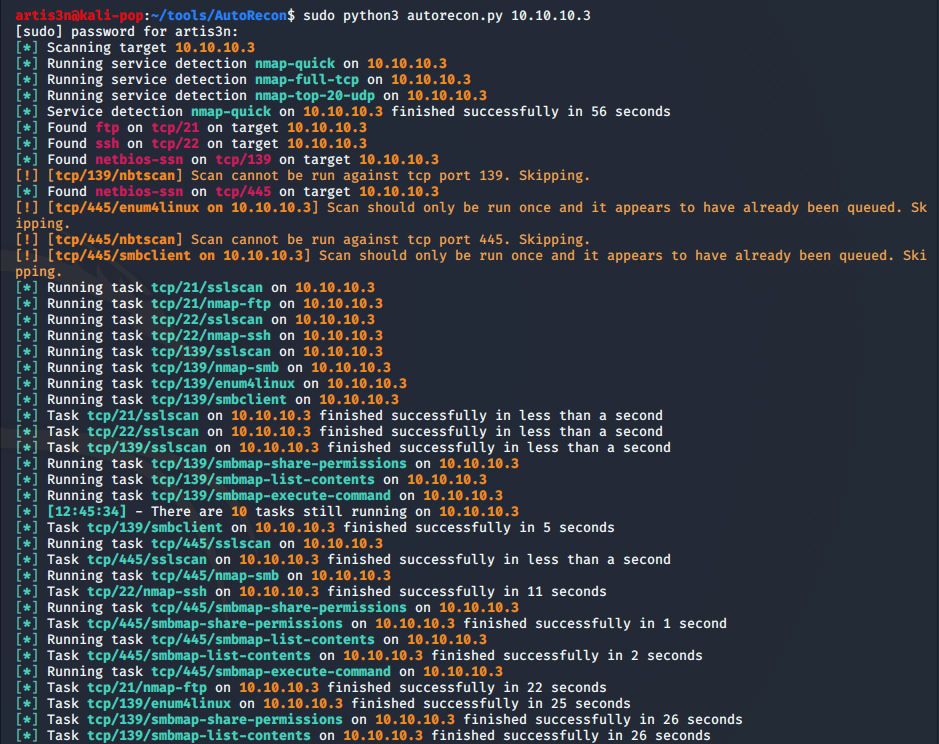 artis3n@kali-pop:~/tools/AutoRecon$ sudo python3 autorecon.py 10.10.10.3
[sudo] password for artis3n:
[*] Scanning target 10.10.10.3
[*] Running service detection nmap-quick on 10.10.10.3
[*] Running service detection nmap-full-tcp on 10.10.10.3
[*] Running service detection nmap-top-20-udp on 10.10.10.3
[*] Service detection nmap-quick on 10.10.10.3 finished successfully in 56 seconds
[*] Found ftp on tcp/21 on target 10.10.10.3
[*] Found ssh on tcp/22 on target 10.10.10.3
[*] Found netbios-ssn on tcp/139 on target 10.10.10.3
[!] [tcp/139/nbtscan] Scan cannot be run against tcp port 139. Skipping.
[*] Found netbios-ssn on tcp/445 on target 10.10.10.3
[!] [tcp/445/enum4linux on 10.10.10.3] Scan should only be run once and it appears to have already been queued. Sk
ipping.
[!] [tcp/445/nbtscan] Scan cannot be run against tcp port 445. Skipping.
[!] [tcp/445/smbclient on 10.10.10.3] Scan should only be run once and it appears to have already been queued. Ski
pping.
[*] Running task tcp/21/sslscan on 10.10.10.3
[*] Running task tcp/21/nmap-ftp on 10.10.10.3
[*] Running task tcp/22/sslscan on 10.10.10.3
[*] Running task tcp/22/nmap-ssh on 10.10.10.3
[*] Running task tcp/139/sslscan on 10.10.10.3
[*] Running task tcp/139/nmap-smb on 10.10.10.3
[*] Running task tcp/139/enum4linux on 10.10.10.3
[*] Running task tcp/139/smbclient on 10.10.10.3
[*] Task tcp/21/sslscan on 10.10.10.3 finished successfully in less than a second
[*] Task tcp/22/sslscan on 10.10.10.3 finished successfully in less than a second
[*] Task tcp/139/sslscan on 10.10.10.3 finished successfully in less than a second
[*] Running task tcp/139/smbmap-share-permissions on 10.10.10.3
[*] Running task tcp/139/smbmap-list-contents on 10.10.10.3
[*] Running task tcp/139/smbmap-execute-command on 10.10.10.3
[*] [12:45:34] - There are 10 tasks still running on 10.10.10.3
[*] Task tcp/139/smbclient on 10.10.10.3 finished successfully in 5 seconds
[*] Running task tcp/445/sslscan on 10.10.10.3
[*] Task tcp/445/sslscan on 10.10.10.3 finished successfully in less than a second
[*] Running task tcp/445/nmap-smb on 10.10.10.3
[*] Task tcp/22/nmap-ssh on 10.10.10.3 finished successfully in 11 seconds
[*] Running task tcp/445/smbmap-share-permissions on 10.10.10.3
[*] Task tcp/445/smbmap-share-permissions on 10.10.10.3 finished successfully in 1 second
[*] Running task tcp/445/smbmap-list-contents on 10.10.10.3
[*] Task tcp/445/smbmap-list-contents on 10.10.10.3 finished successfully in 2 seconds
[*] Running task tcp/445/smbmap-execute-command on 10.10.10.3
[*] Task tcp/21/nmap-ftp on 10.10.10.3 finished successfully in 22 seconds
[*] Task tcp/139/enum4linux on 10.10.10.3 finished successfully in 25 seconds
[*] Task tcp/139/smbmap-share-permissions on 10.10.10.3 finished successfully in 26 seconds
[*] Task tcp/139/smbmap-list-contents on 10.10.10.3 finished successfully in 26 seconds